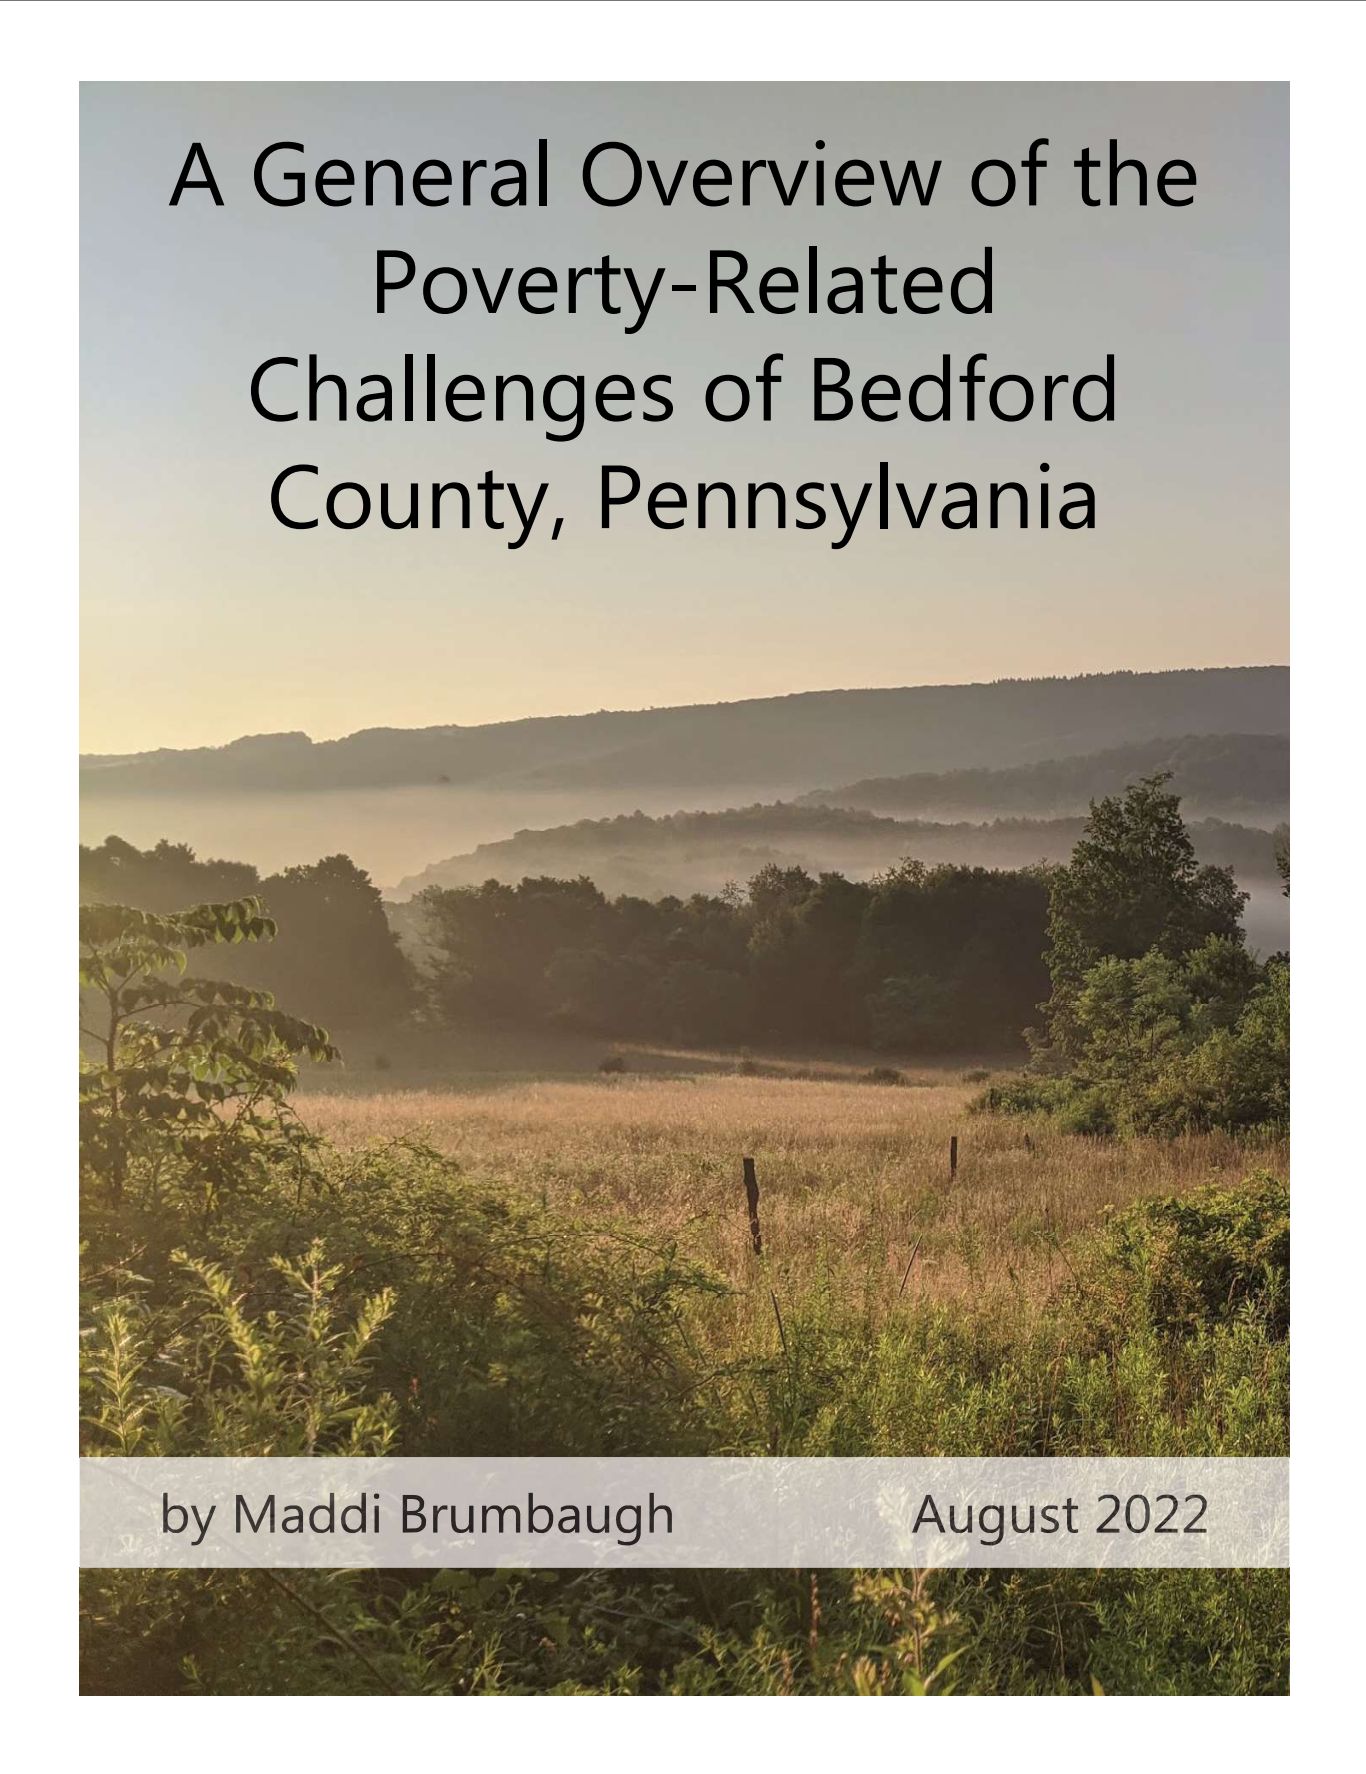 A General Overview of the
Poverty-Related
Challenges of Bedford
County, Pennsylvania
by Maddi Brumbaugh August 2022